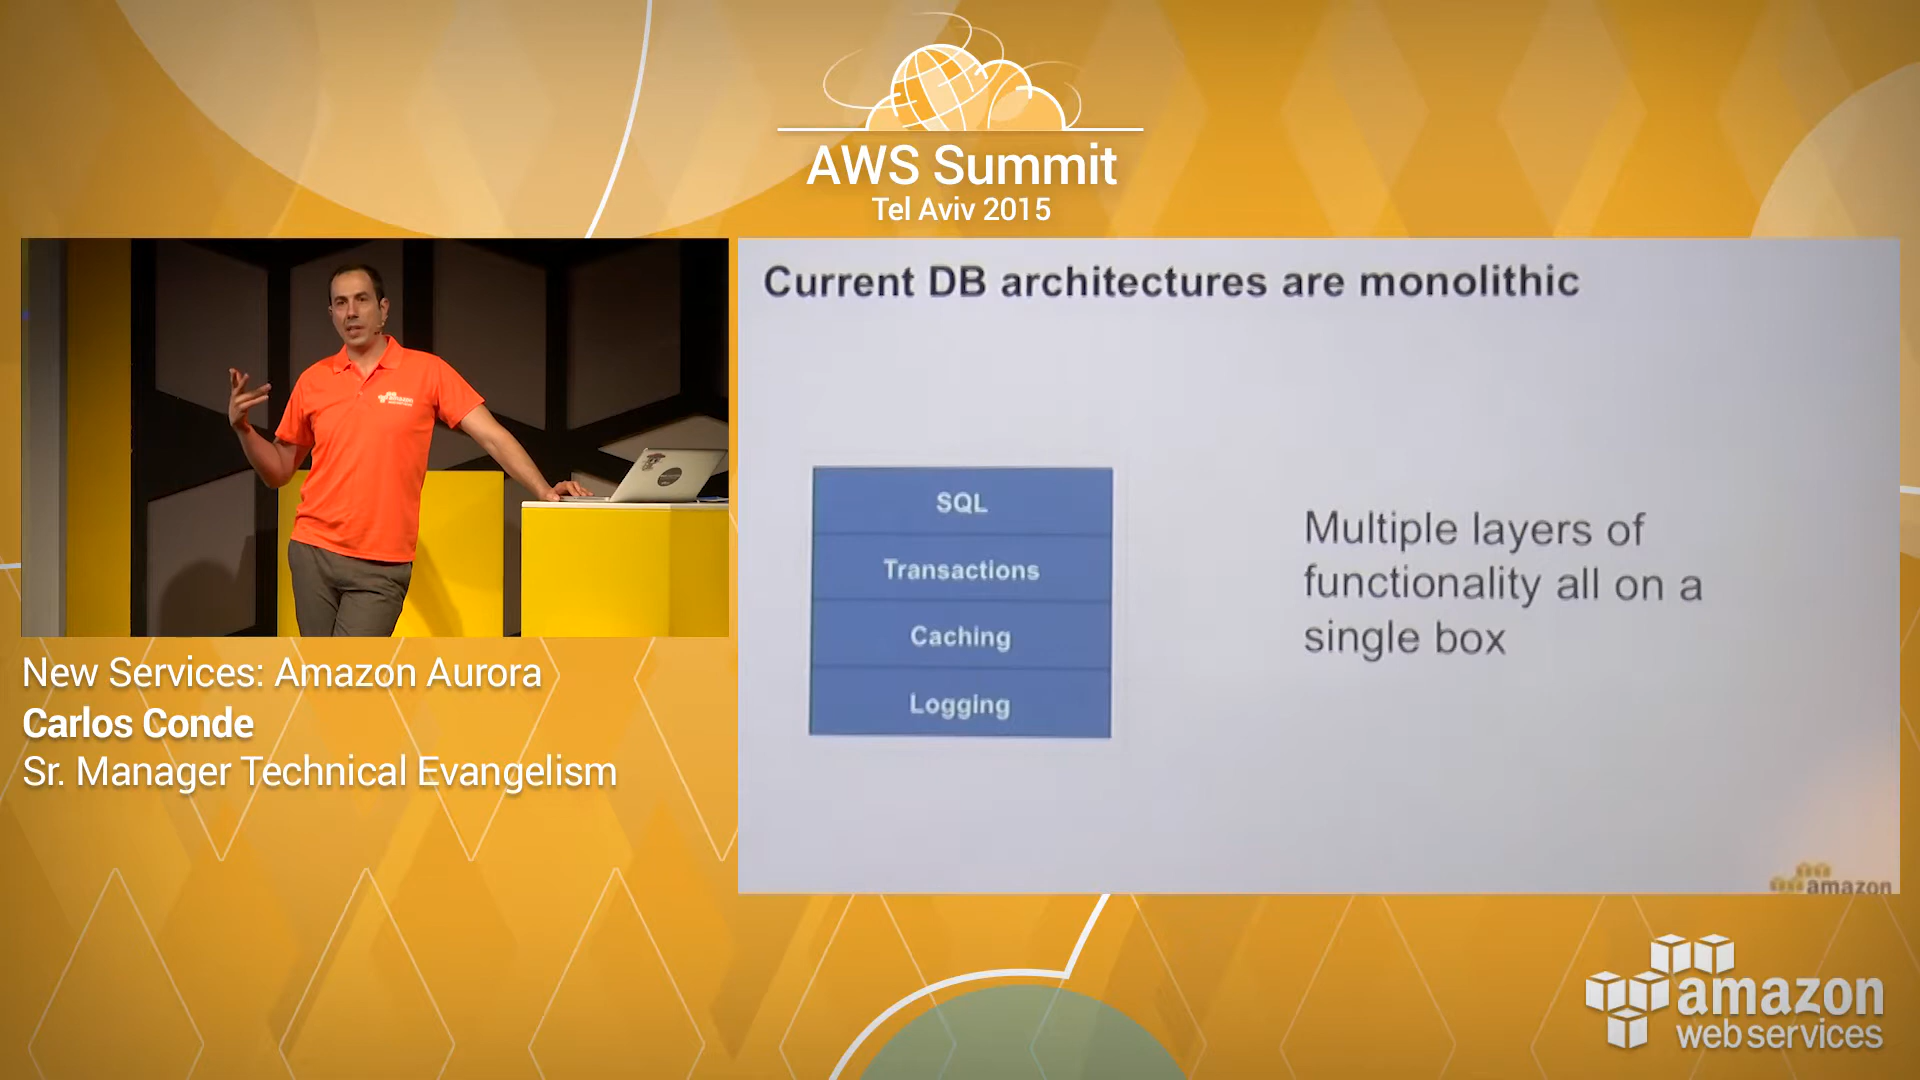 AWS Summit
Tel Aviv 2015
Current DB architectures are monolithic
SQL
Transactions
Caching
Logging
Multiple layers of
functionality all on a
single box
amazon
New Services: Amazon Aurora
Carlos Conde
Sr. Manager Technical Evangelism
amazon
web services